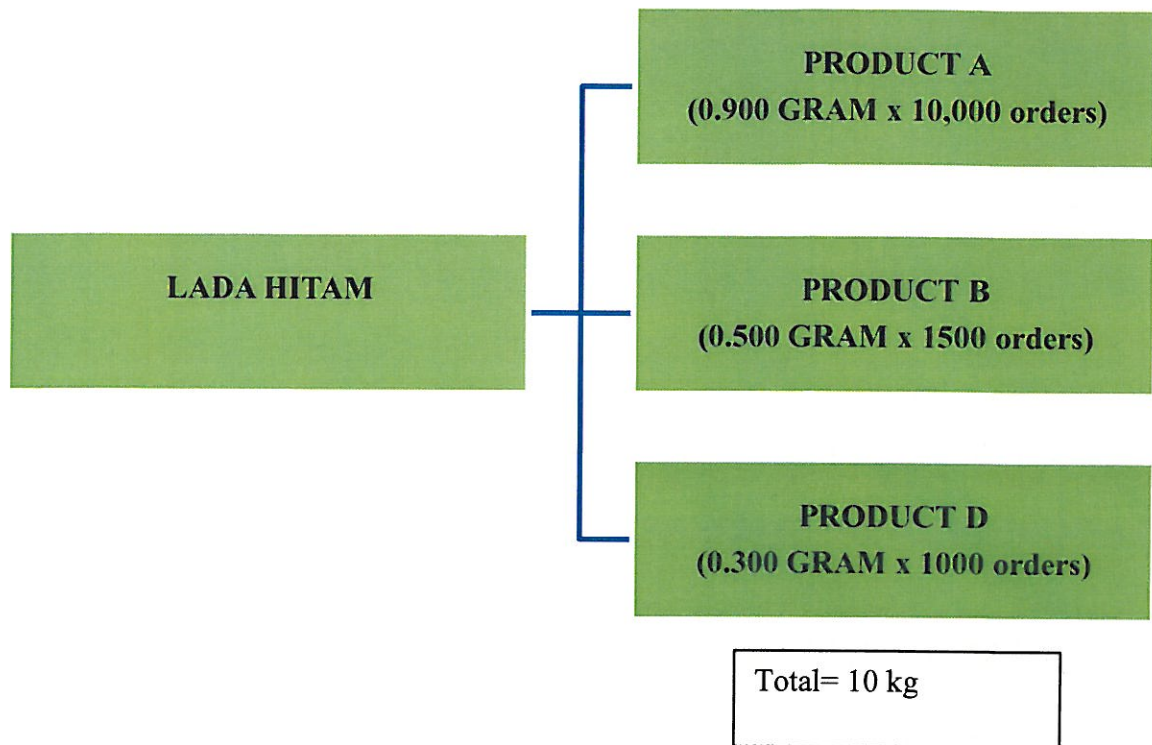 PRODUCT A
(0.900 GRAM x 10,000 orders)
LADA HITAM
PRODUCT B
(0.500 GRAM x 1500 orders)
PRODUCT D
(0.300 GRAM x 1000 orders)
Total= 10 kg